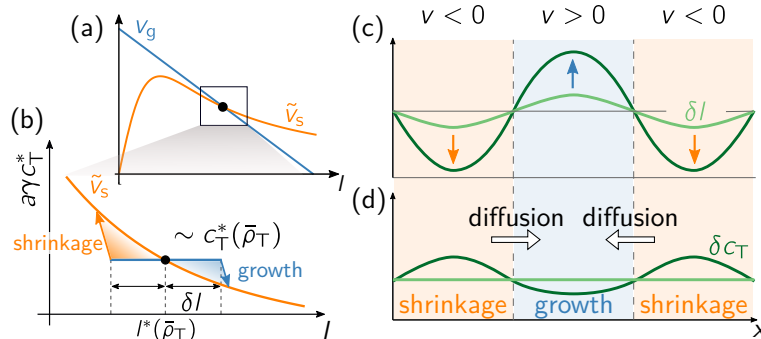 (a)
v_g
ṽ_s
l
(b)
aγc*_T
ṽ_s
shrinkage
~ c*_T(ρ̄_T)
growth
δl
l*(ρ̄_T)
l
(c)
v < 0 v > 0 v < 0
δl
(d)
diffusion diffusion
δc_T
shrinkage growth shrinkage
x